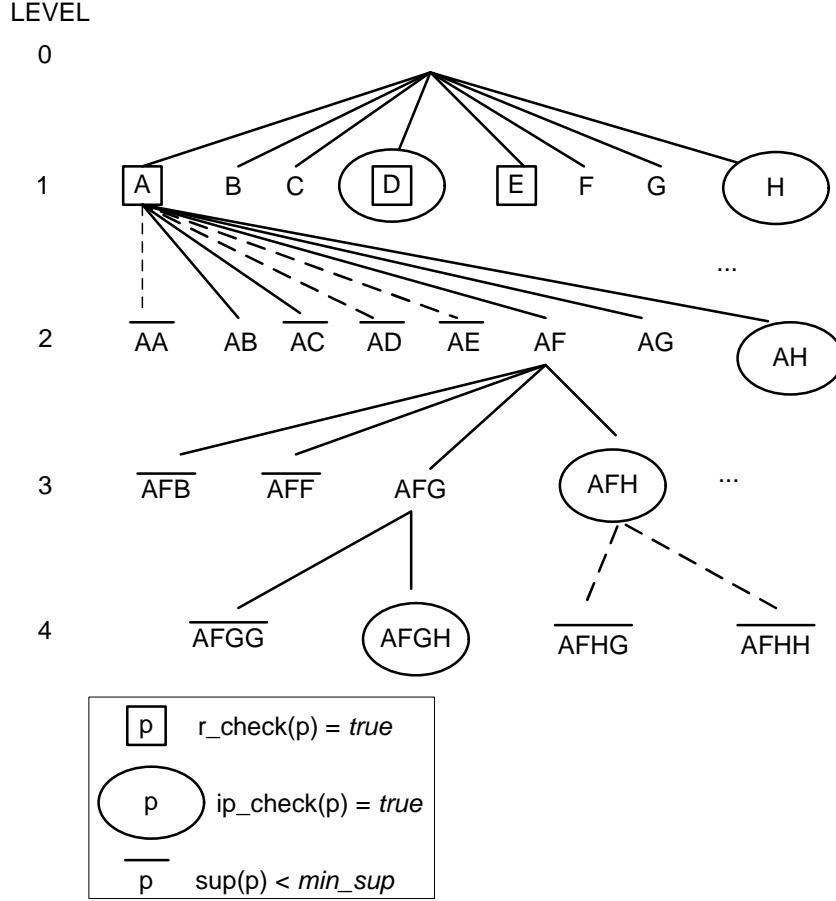 LEVEL
0
1 A B C D E F G H
...
2 AA AB AC AD AE AF AG AH
3 AFB AFF AFG AFH ...
4 AFGG AFGH AFHG AFHH
p r_check(p) = true
p ip_check(p) = true
p sup(p) < min_sup